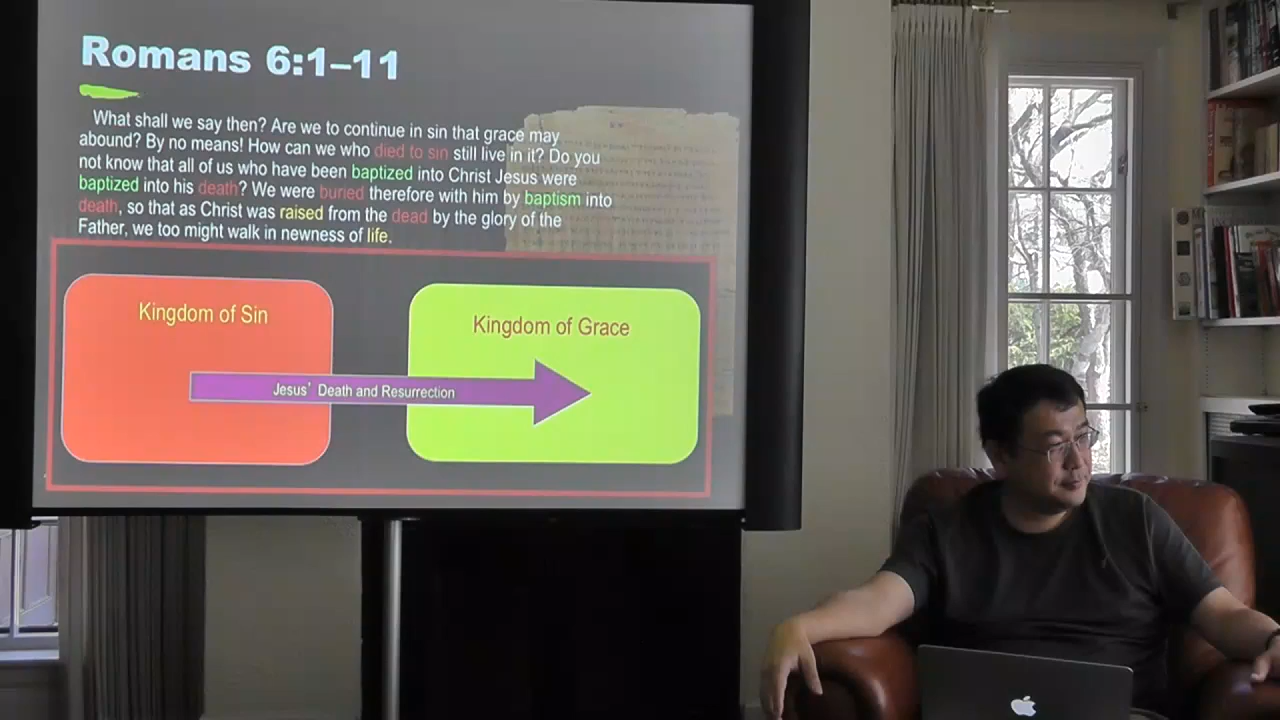 Romans 6:1–11
What shall we say then? Are we to continue in sin that grace may
abound? By no means! How can we who died to sin still live in it? Do you
not know that all of us who have been baptized into Christ Jesus were
baptized into his death? We were buried therefore with him by baptism into
death, so that as Christ was raised from the dead by the glory of the
Father, we too might walk in newness of life.
Kingdom of Sin
Kingdom of Grace
Jesus’ Death and Resurrection